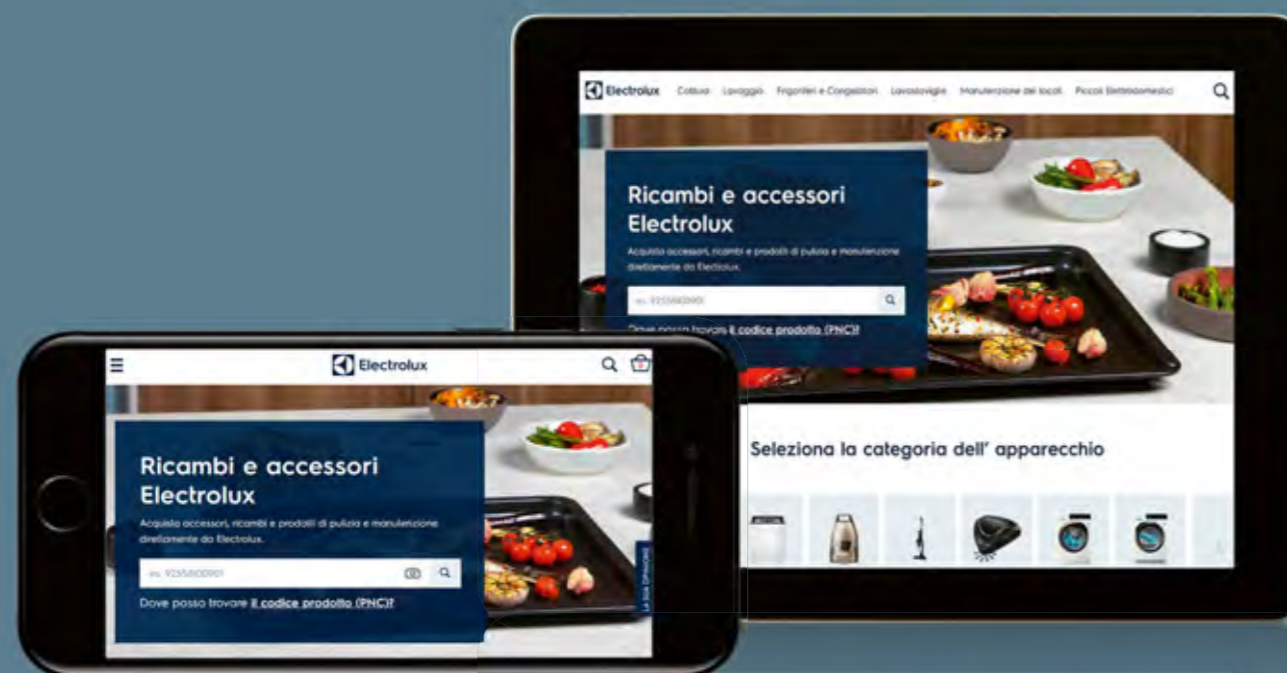 Electrolux
Cottura Lavaggio Frigoriferi e Congelatori Lavastoviglie Manutenzione dei locali Piccoli Elettrodomestici
Ricambi e accessori
Electrolux
Acquista accessori, ricambi e prodotti di pulizia e manutenzione
direttamente da Electrolux.
Dove posso trovare il codice prodotto (PNC)?
Seleziona la categoria dell' apparecchio
Electrolux
Ricambi e accessori
Electrolux
Acquista accessori, ricambi e prodotti di pulizia e manutenzione
direttamente da Electrolux.
Dove posso trovare il codice prodotto (PNC)?
LA SUA OPINIONE